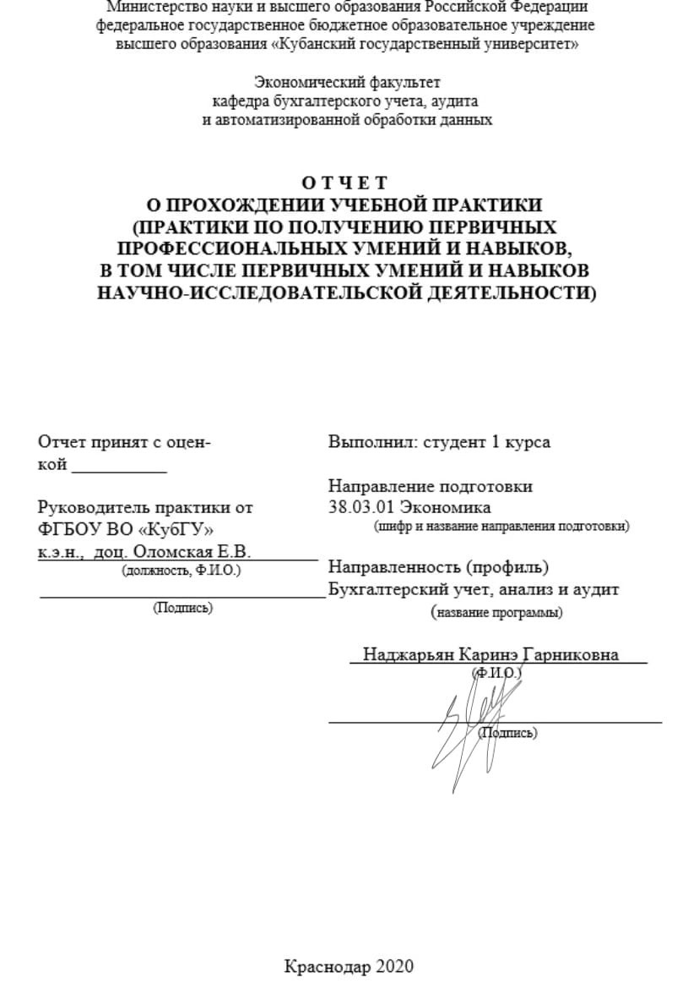 Министерство науки и высшего образования Российской Федерации
федеральное государственное бюджетное образовательное учреждение
высшего образования «Кубанский государственный университет»
Экономический факультет
кафедра бухгалтерского учета, аудита
и автоматизированной обработки данных
О Т Ч Е Т
О ПРОХОЖДЕНИИ УЧЕБНОЙ ПРАКТИКИ
(ПРАКТИКИ ПО ПОЛУЧЕНИЮ ПЕРВИЧНЫХ
ПРОФЕССИОНАЛЬНЫХ УМЕНИЙ И НАВЫКОВ,
В ТОМ ЧИСЛЕ ПЕРВИЧНЫХ УМЕНИЙ И НАВЫКОВ
НАУЧНО-ИССЛЕДОВАТЕЛЬСКОЙ ДЕЯТЕЛЬНОСТИ)
Отчет принят с оцен-
кой __________
Руководитель практики от
ФГБОУ ВО «КубГУ»
к.э.н., доц. Оломская Е.В.
(должность, Ф.И.О.)
(Подпись)
Выполнил: студент 1 курса
Направление подготовки
38.03.01 Экономика
(шифр и название направления подготовки)
Направленность (профиль)
Бухгалтерский учет, анализ и аудит
(название программы)
Наджарьян Каринэ Гарниковна
(Ф.И.О.)
(Подпись)
Краснодар 2020